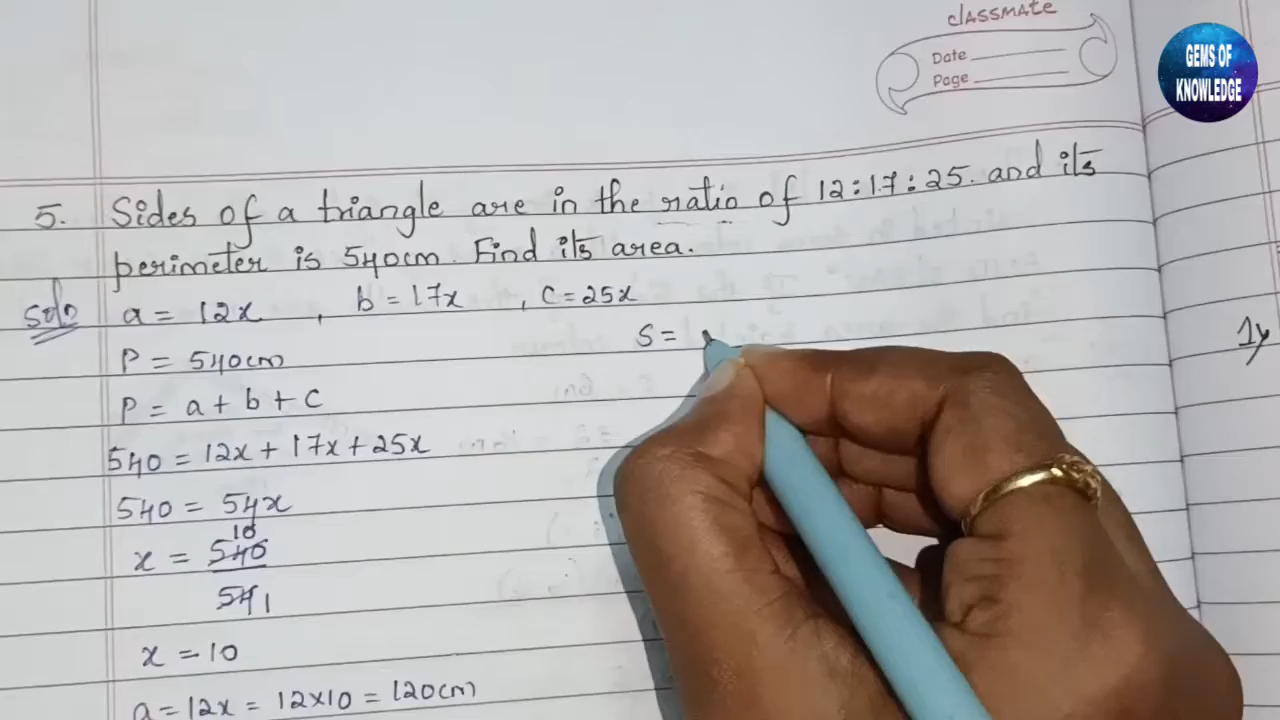 classmate
Date
Page
GEMS OF
KNOWLEDGE
5. Sides of a triangle are in the ratio of 12:17:25. and its
perimeter is 540cm. Find its area.
Soln a = 12x , b = 17x , c = 25x
P = 540cm
S =
P = a + b + c
540 = 12x + 17x + 25x
540 = 54x
10
x = 540
54 1
x = 10
a = 12x = 12×10 = 120cm